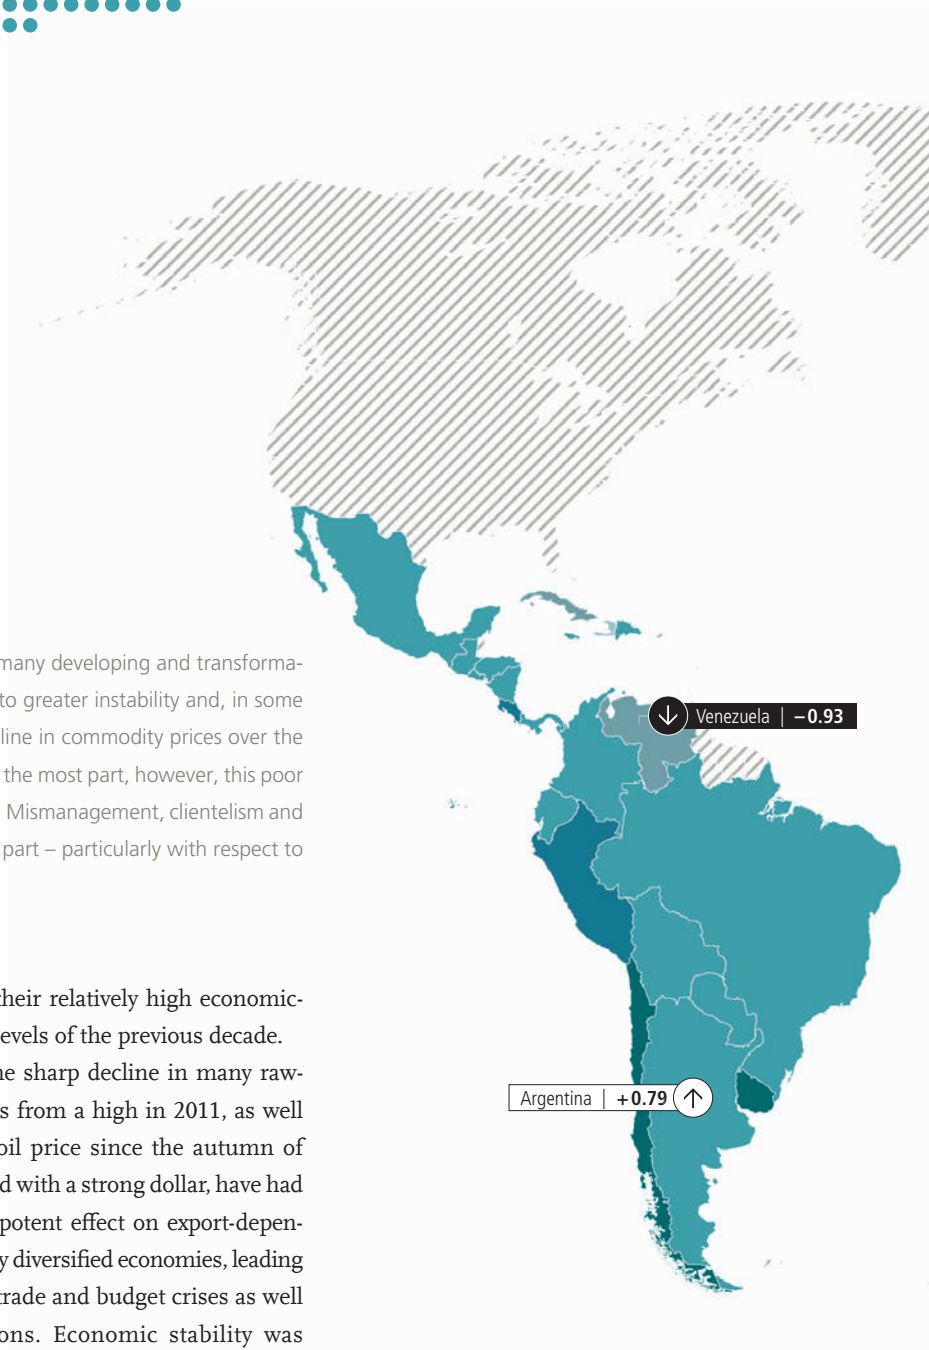 many developing and transforma-
to greater instability and, in some
line in commodity prices over the
the most part, however, this poor
Mismanagement, clientelism and
part – particularly with respect to
their relatively high economic-
evels of the previous decade.
ne sharp decline in many raw-
s from a high in 2011, as well
oil price since the autumn of
d with a strong dollar, have had
potent effect on export-depen-
y diversified economies, leading
trade and budget crises as well
ons. Economic stability was
Venezuela | −0.93
Argentina | +0.79